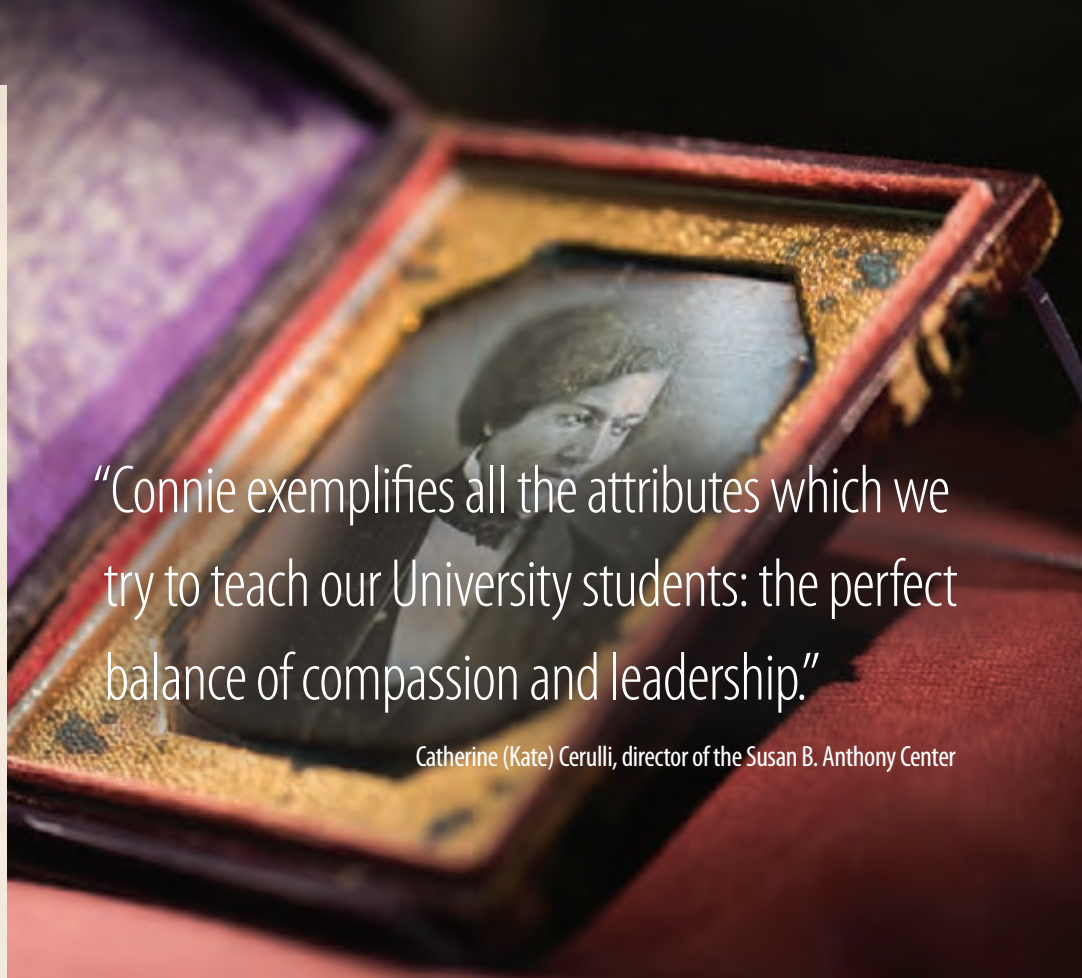 “Connie exemplifies all the attributes which we
try to teach our University students: the perfect
balance of compassion and leadership.”
Catherine (Kate) Cerulli, director of the Susan B. Anthony Center